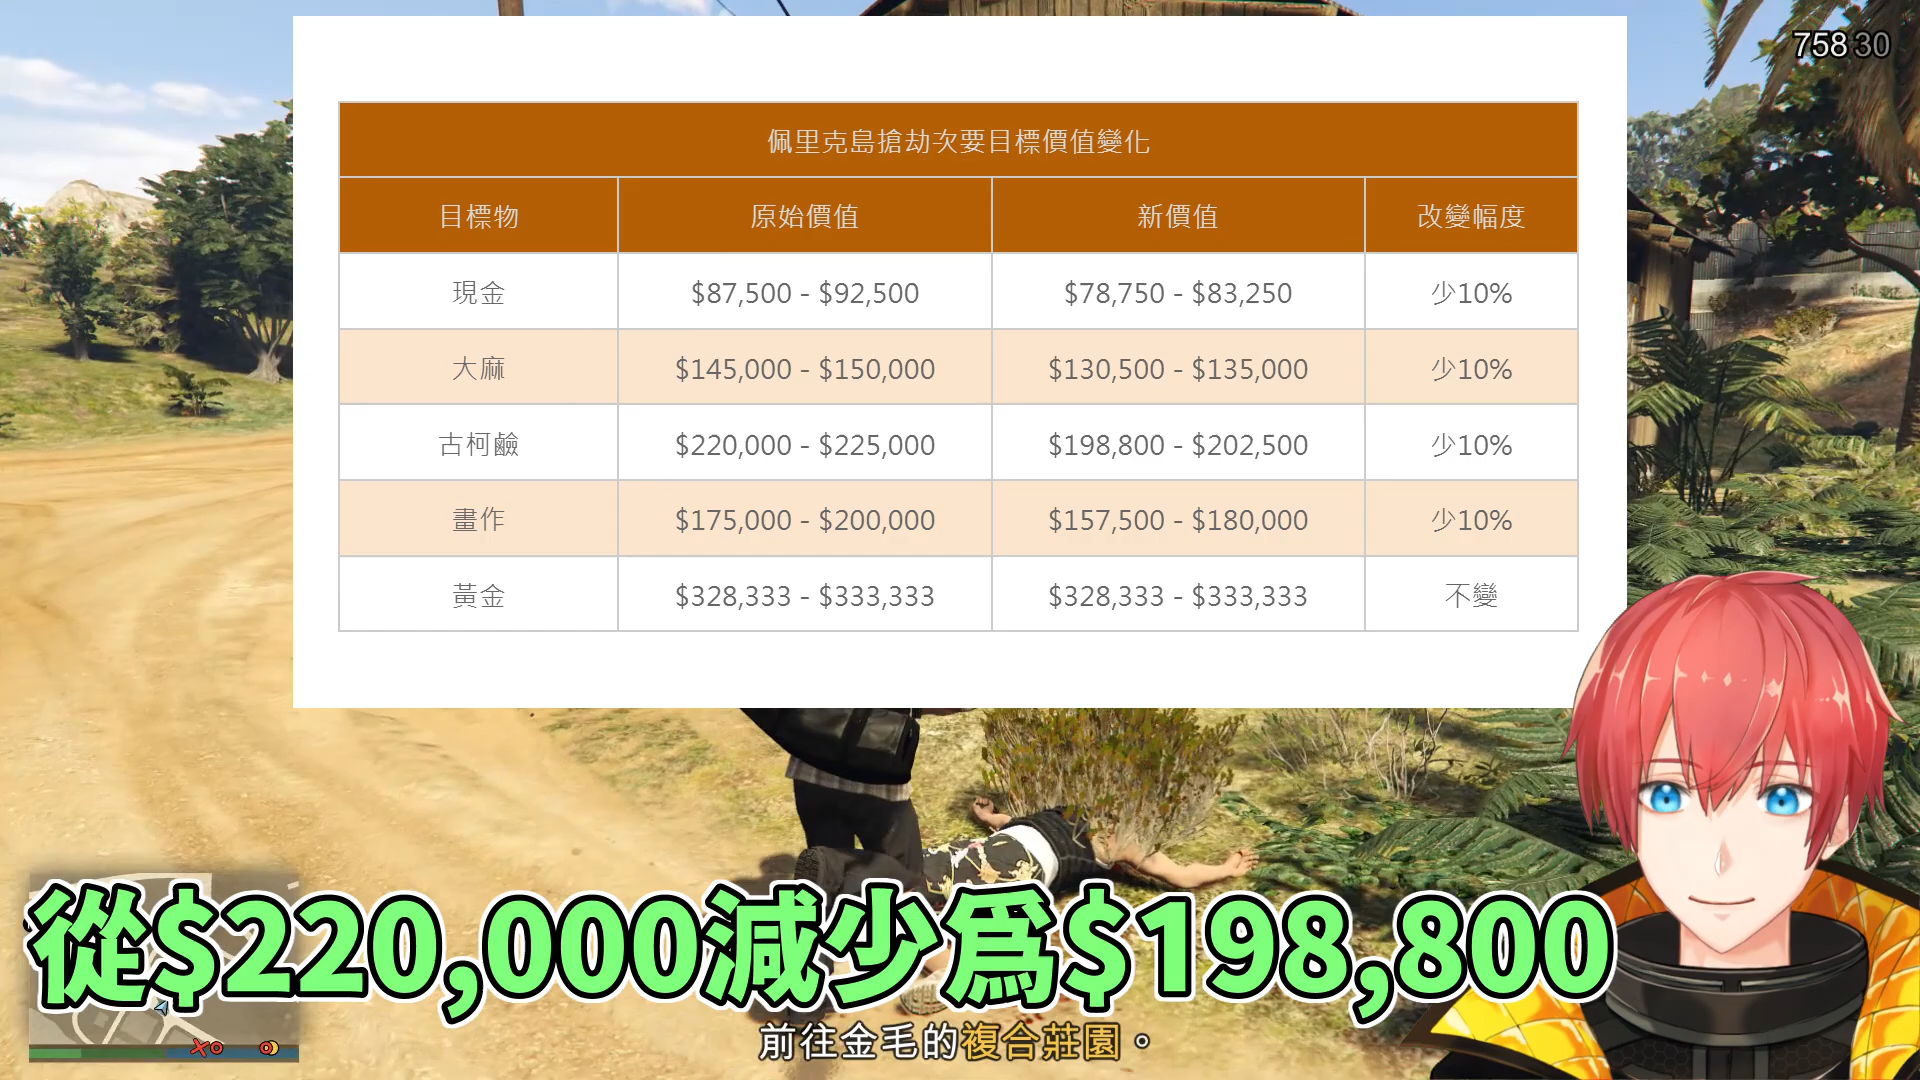 758 30
佩里克島搶劫次要目標價值變化
目標物 原始價值 新價值 改變幅度
現金 $87,500 - $92,500 $78,750 - $83,250 少10%
大麻 $145,000 - $150,000 $130,500 - $135,000 少10%
古柯鹼 $220,000 - $225,000 $198,800 - $202,500 少10%
畫作 $175,000 - $200,000 $157,500 - $180,000 少10%
黃金 $328,333 - $333,333 $328,333 - $333,333 不變
從$220,000減少爲$198,800
前往金毛的複合莊園。